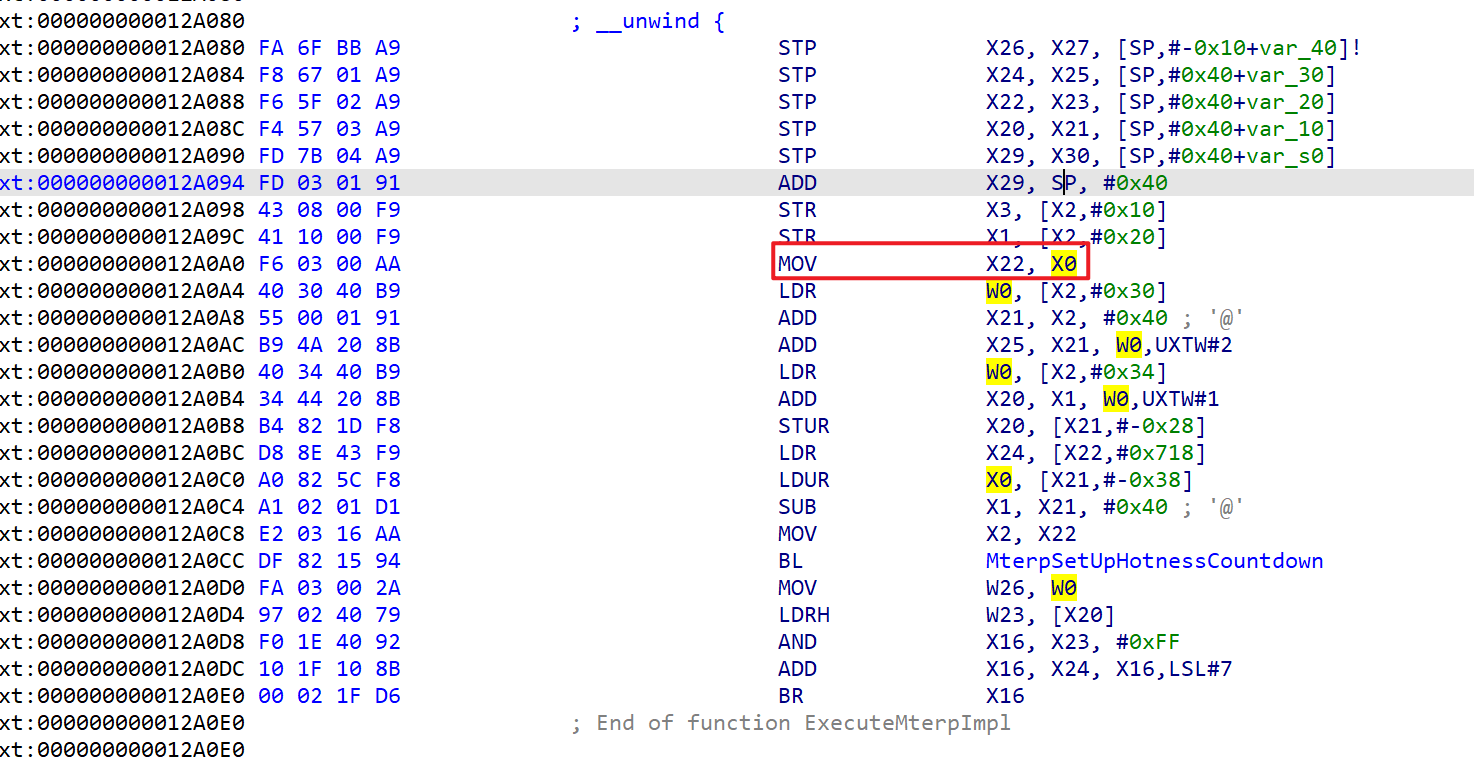 xt:000000000012A080 ; __unwind {
xt:000000000012A080 FA 6F BB A9 STP X26, X27, [SP,#-0x10+var_40]!
xt:000000000012A084 F8 67 01 A9 STP X24, X25, [SP,#0x40+var_30]
xt:000000000012A088 F6 5F 02 A9 STP X22, X23, [SP,#0x40+var_20]
xt:000000000012A08C F4 57 03 A9 STP X20, X21, [SP,#0x40+var_10]
xt:000000000012A090 FD 7B 04 A9 STP X29, X30, [SP,#0x40+var_s0]
xt:000000000012A094 FD 03 01 91 ADD X29, SP, #0x40
xt:000000000012A098 43 08 00 F9 STR X3, [X2,#0x10]
xt:000000000012A09C 41 10 00 F9 STR X1, [X2,#0x20]
xt:000000000012A0A0 F6 03 00 AA MOV X22, X0
xt:000000000012A0A4 40 30 40 B9 LDR W0, [X2,#0x30]
xt:000000000012A0A8 55 00 01 91 ADD X21, X2, #0x40 ; '@'
xt:000000000012A0AC B9 4A 20 8B ADD X25, X21, W0,UXTW#2
xt:000000000012A0B0 40 34 40 B9 LDR W0, [X2,#0x34]
xt:000000000012A0B4 34 44 20 8B ADD X20, X1, W0,UXTW#1
xt:000000000012A0B8 B4 82 1D F8 STUR X20, [X21,#-0x28]
xt:000000000012A0BC D8 8E 43 F9 LDR X24, [X22,#0x718]
xt:000000000012A0C0 A0 82 5C F8 LDUR X0, [X21,#-0x38]
xt:000000000012A0C4 A1 02 01 D1 SUB X1, X21, #0x40 ; '@'
xt:000000000012A0C8 E2 03 16 AA MOV X2, X22
xt:000000000012A0CC DF 82 15 94 BL MterpSetUpHotnessCountdown
xt:000000000012A0D0 FA 03 00 2A MOV W26, W0
xt:000000000012A0D4 97 02 40 79 LDRH W23, [X20]
xt:000000000012A0D8 F0 1E 40 92 AND X16, X23, #0xFF
xt:000000000012A0DC 10 1F 10 8B ADD X16, X24, X16,LSL#7
xt:000000000012A0E0 00 02 1F D6 BR X16
xt:000000000012A0E0 ; End of function ExecuteMterpImpl
xt:000000000012A0E0